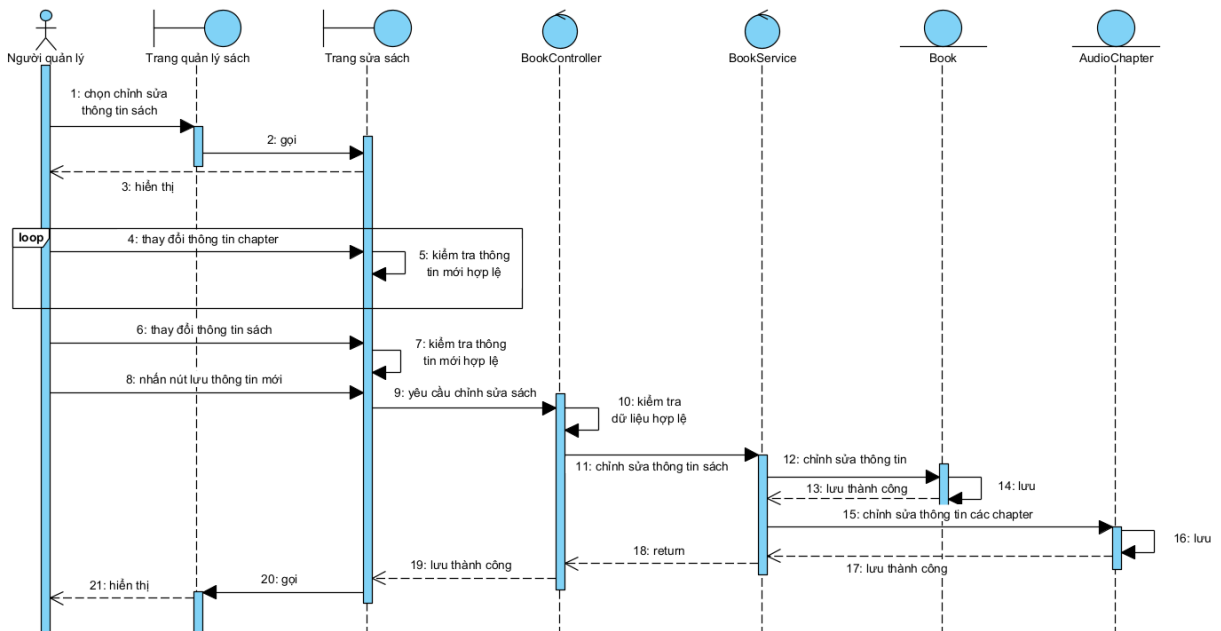 Người quản lý
Trang quản lý sách
Trang sửa sách
BookController
BookService
Book
AudioChapter
1: chọn chỉnh sửa
thông tin sách
2: gọi
3: hiển thị
loop
4: thay đổi thông tin chapter
5: kiểm tra thông
tin mới hợp lệ
6: thay đổi thông tin sách
7: kiểm tra thông
tin mới hợp lệ
8: nhấn nút lưu thông tin mới
9: yêu cầu chỉnh sửa sách
10: kiểm tra
dữ liệu hợp lệ
11: chỉnh sửa thông tin sách
12: chỉnh sửa thông tin
13: lưu thành công
14: lưu
15: chỉnh sửa thông tin các chapter
16: lưu
17: lưu thành công
18: return
19: lưu thành công
20: gọi
21: hiển thị